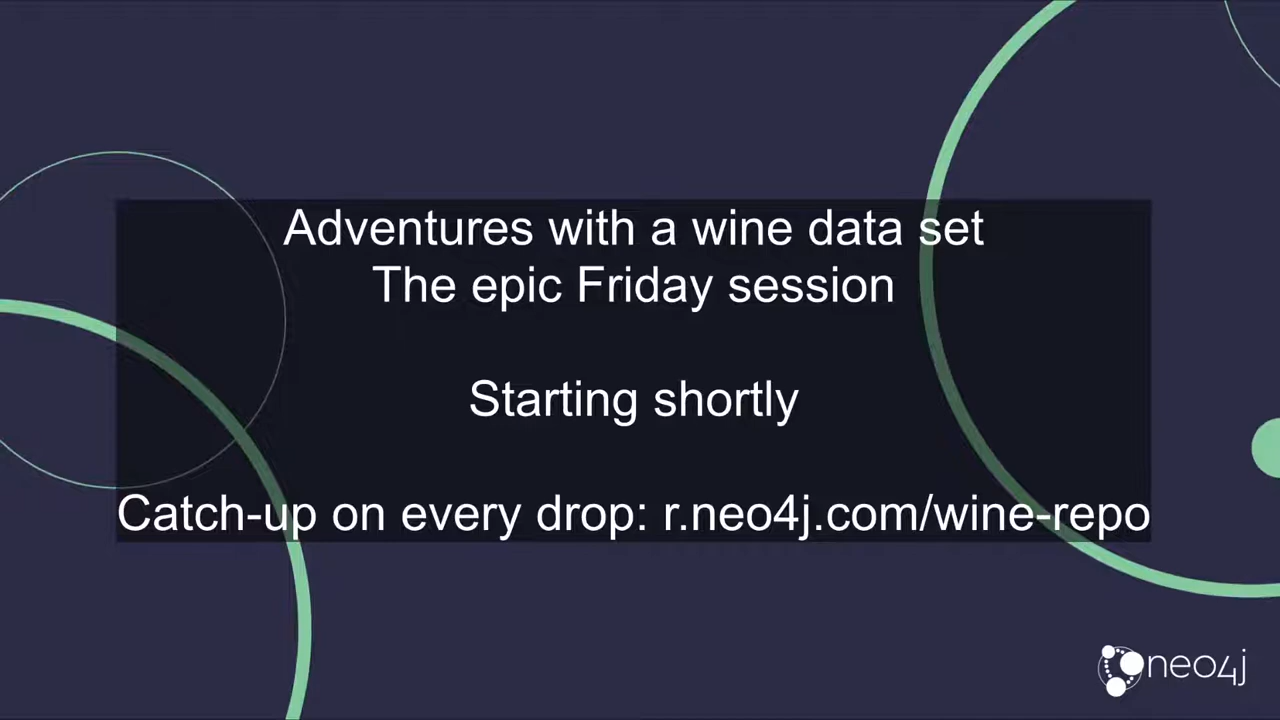 Adventures with a wine data set
The epic Friday session
Starting shortly
Catch-up on every drop: r.neo4j.com/wine-repo
neo4j